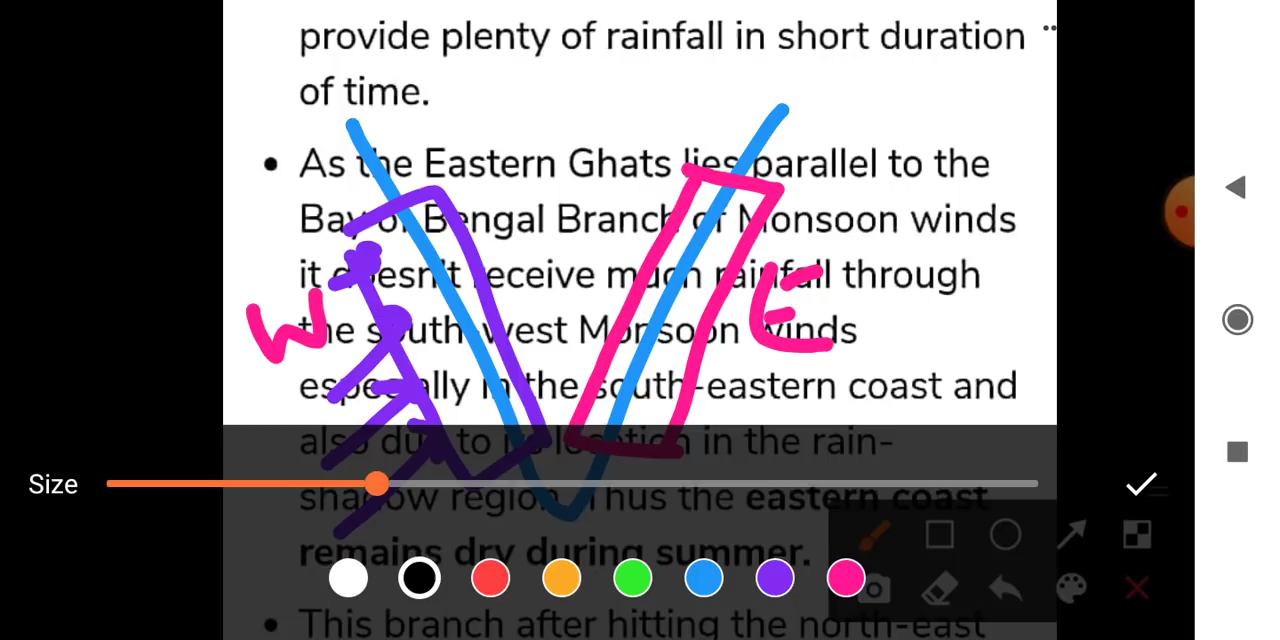 provide plenty of rainfall in short duration
of time.
• As the Eastern Ghats lies parallel to the
Bay of Bengal Branch of Monsoon winds
it doesn't receive much rainfall through
W
E
the south-west Monsoon winds
especially in the south-eastern coast and
also due to its location in the rain-
shadow region. Thus the eastern coast
Size
remains dry during summer.
• This branch after hitting the north-east